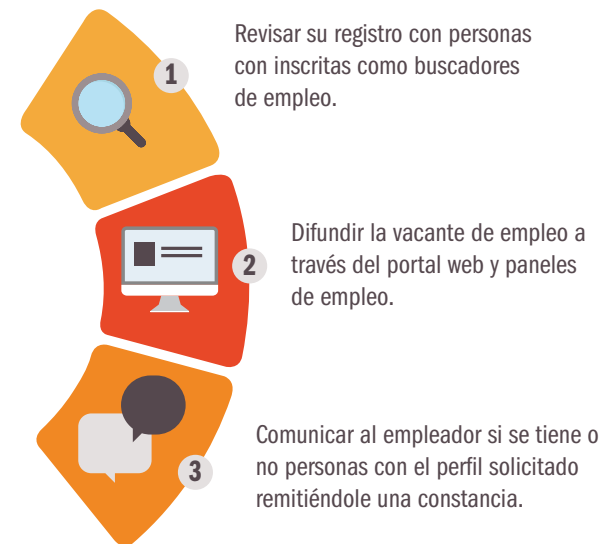 1
Revisar su registro con personas
con inscritas como buscadores
de empleo.
2
Difundir la vacante de empleo a
través del portal web y paneles
de empleo.
3
Comunicar al empleador si se tiene o
no personas con el perfil solicitado
remitiéndole una constancia.